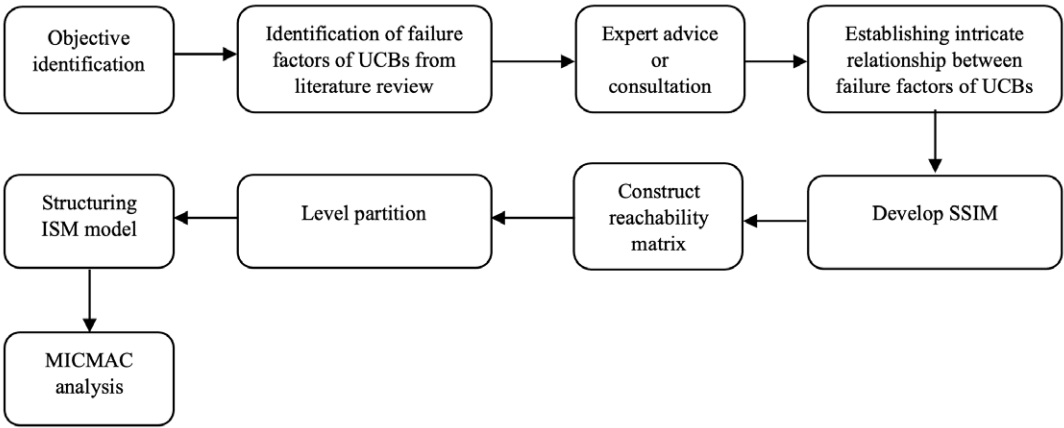 Objective
identification
Identification of failure
factors of UCBs from
literature review
Expert advice
or
consultation
Establishing intricate
relationship between
failure factors of UCBs
Develop SSIM
Construct
reachability
matrix
Level partition
Structuring
ISM model
MICMAC
analysis